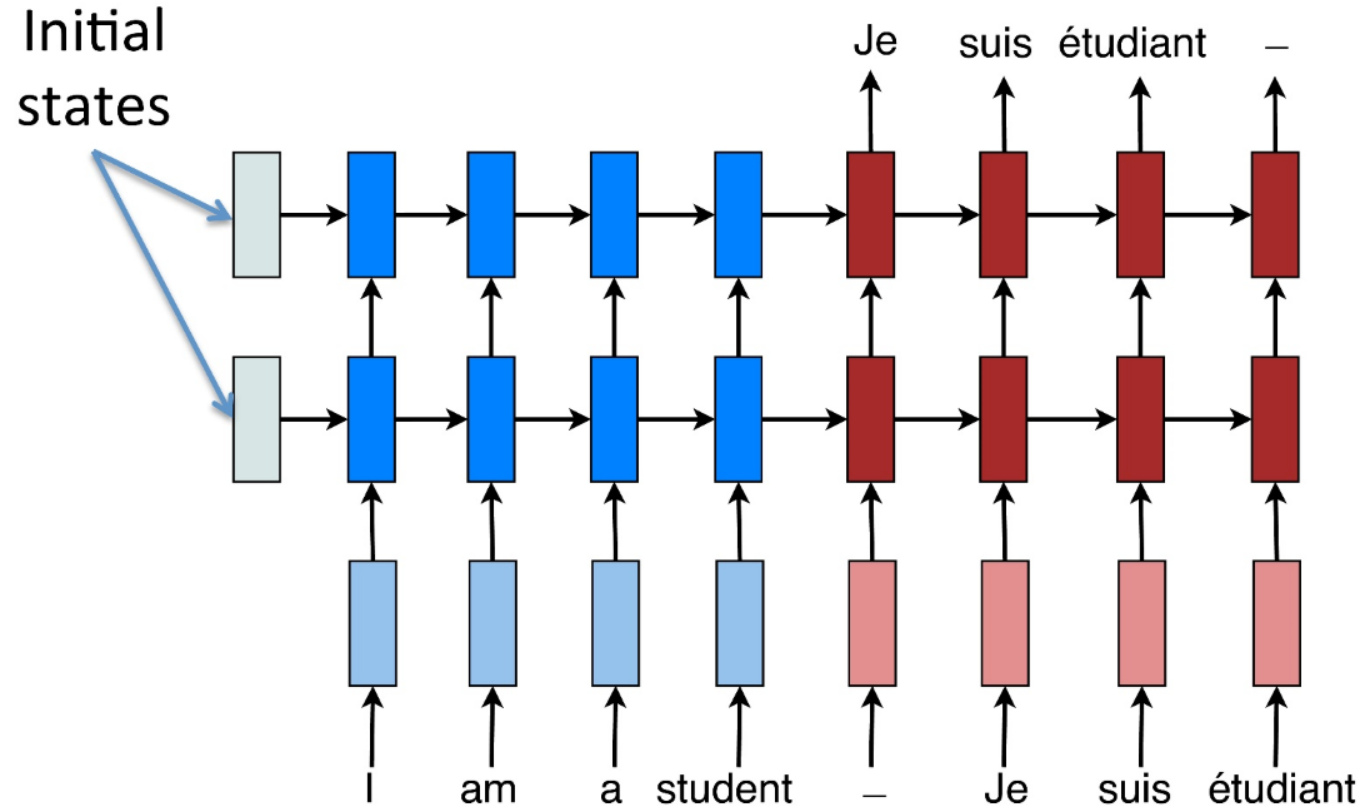 Initial
states
Je suis étudiant –
I am a student – Je suis étudiant